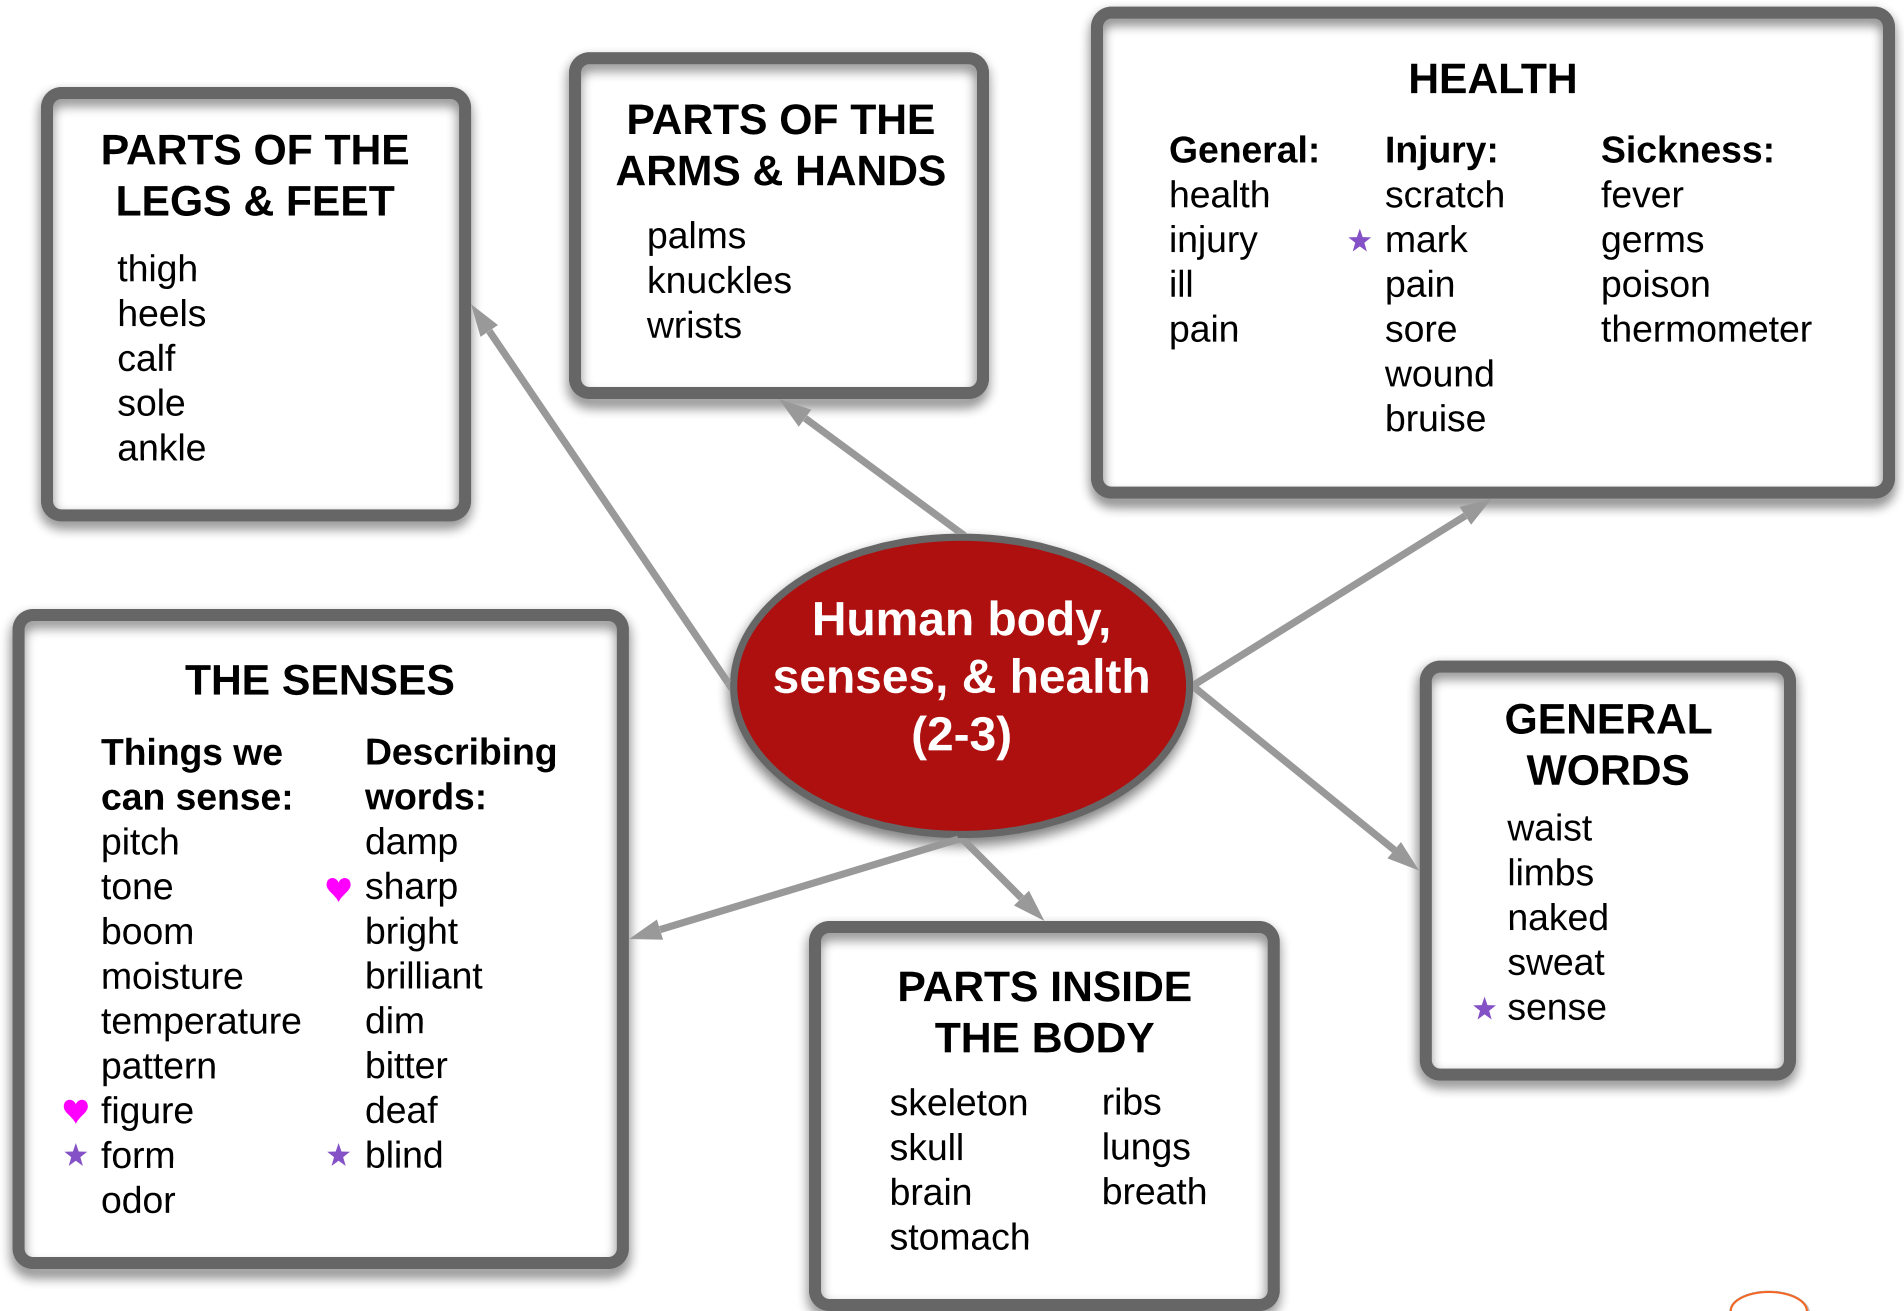 PARTS OF THE
LEGS & FEET
thigh
heels
calf
sole
ankle
PARTS OF THE
ARMS & HANDS
palms
knuckles
wrists
HEALTH
General:
health
injury
ill
pain
Injury:
scratch
mark
pain
sore
wound
bruise
Sickness:
fever
germs
poison
thermometer
Human body,
senses, & health
(2-3)
THE SENSES
Things we
can sense:
pitch
tone
boom
moisture
temperature
pattern
figure
form
odor
Describing
words:
damp
sharp
bright
brilliant
dim
bitter
deaf
blind
PARTS INSIDE
THE BODY
skeleton
skull
brain
stomach
ribs
lungs
breath
GENERAL
WORDS
waist
limbs
naked
sweat
sense